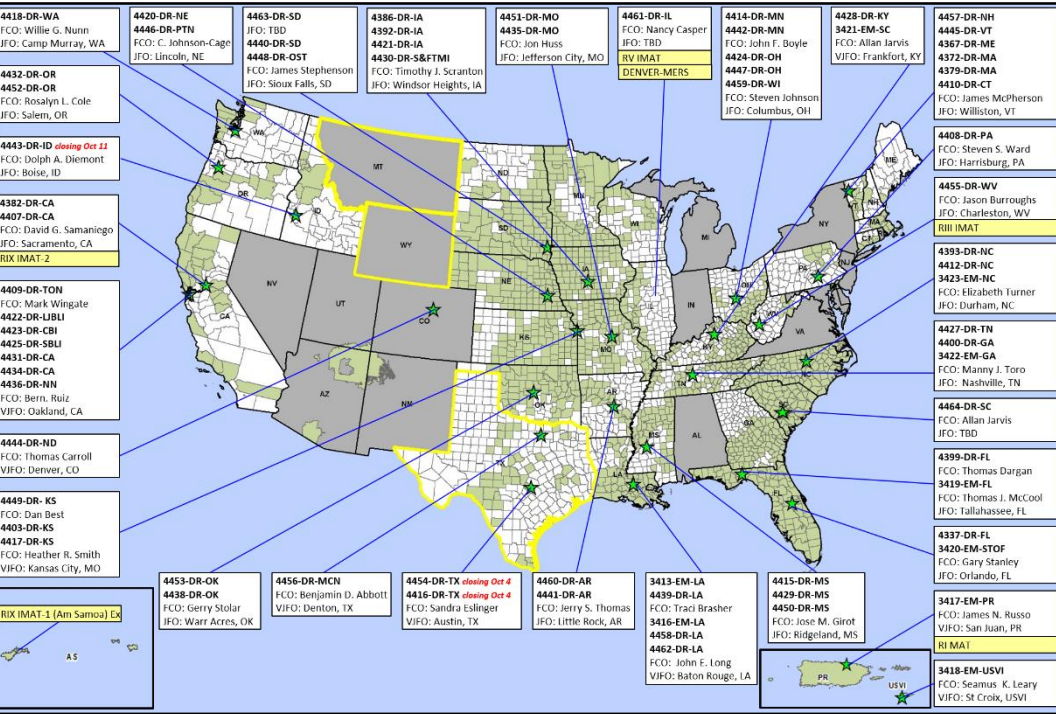 4418-DR-WA
FCO: Willie G. Nunn
JFO: Camp Murray, WA
4420-DR-NE
4446-DR-PTN
FCO: C. Johnson-Cage
JFO: Lincoln, NE
4463-DR-SD
JFO: TBD
4440-DR-SD
4448-DR-OST
FCO: James Stephenson
JFO: Sioux Falls, SD
4386-DR-IA
4392-DR-IA
4421-DR-IA
4430-DR-S&FTMI
FCO: Timothy J. Scranton
JFO: Windsor Heights, IA
4451-DR-MO
4435-DR-MO
FCO: Jon Huss
JFO: Jefferson City, MO
4461-DR-IL
FCO: Nancy Casper
JFO: TBD
RV IMAT
DENVER-MERS
4414-DR-MN
4442-DR-MN
FCO: John F. Boyle
4424-DR-OH
4447-DR-OH
4459-DR-WI
FCO: Steven Johnson
JFO: Columbus, OH
4428-DR-KY
3421-EM-SC
FCO: Allan Jarvis
VJFO: Frankfort, KY
4457-DR-NH
4445-DR-VT
4367-DR-ME
4372-DR-MA
4379-DR-MA
4410-DR-CT
FCO: James McPherson
JFO: Williston, VT
4432-DR-OR
4452-DR-OR
FCO: Rosalyn L. Cole
JFO: Salem, OR
4443-DR-ID closing Oct 11
FCO: Dolph A. Diemont
JFO: Boise, ID
4382-DR-CA
4407-DR-CA
FCO: David G. Samaniego
JFO: Sacramento, CA
RIX IMAT-2
4409-DR-TON
FCO: Mark Wingate
4422-DR-LJBLI
4423-DR-CBI
4425-DR-SBLI
4431-DR-CA
4434-DR-CA
4436-DR-NN
FCO: Bern. Ruiz
VJFO: Oakland, CA
4444-DR-ND
FCO: Thomas Carroll
VJFO: Denver, CO
4449-DR- KS
FCO: Dan Best
4403-DR-KS
4417-DR-KS
FCO: Heather R. Smith
VJFO: Kansas City, MO
4408-DR-PA
FCO: Steven S. Ward
JFO: Harrisburg, PA
4455-DR-WV
FCO: Jason Burroughs
JFO: Charleston, WV
RIII IMAT
4393-DR-NC
4412-DR-NC
3423-EM-NC
FCO: Elizabeth Turner
JFO: Durham, NC
4427-DR-TN
4400-DR-GA
3422-EM-GA
FCO: Manny J. Toro
JFO: Nashville, TN
4464-DR-SC
FCO: Allan Jarvis
JFO: TBD
4399-DR-FL
FCO: Thomas Dargan
3419-EM-FL
FCO: Thomas J. McCool
JFO: Tallahassee, FL
4337-DR-FL
3420-EM-STOF
FCO: Gary Stanley
JFO: Orlando, FL
WA
MT
ND
MN
ME
OR
ID
WY
SD
WI
MI
NY
VT
NH
MA
CT
NV
UT
CO
NE
IA
IL
IN
OH
PA
NJ
CA
AZ
NM
KS
MO
KY
WV
VA
OK
AR
TN
NC
SC
TX
LA
MS
AL
GA
FL
4453-DR-OK
4438-DR-OK
FCO: Gerry Stolar
JFO: Warr Acres, OK
4456-DR-MCN
FCO: Benjamin D. Abbott
VJFO: Denton, TX
4454-DR-TX closing Oct 4
4416-DR-TX closing Oct 4
FCO: Sandra Eslinger
VJFO: Austin, TX
4460-DR-AR
4441-DR-AR
FCO: Jerry S. Thomas
JFO: Little Rock, AR
3413-EM-LA
4439-DR-LA
FCO: Traci Brasher
3416-EM-LA
4458-DR-LA
4462-DR-LA
FCO: John E. Long
VJFO: Baton Rouge, LA
4415-DR-MS
4429-DR-MS
4450-DR-MS
FCO: Jose M. Girot
JFO: Ridgeland, MS
3417-EM-PR
FCO: James N. Russo
VJFO: San Juan, PR
RI MAT
3418-EM-USVI
FCO: Seamus K. Leary
VJFO: St Croix, USVI
RIX IMAT-1 (Am Samoa) Ex
AS
PR
USVI